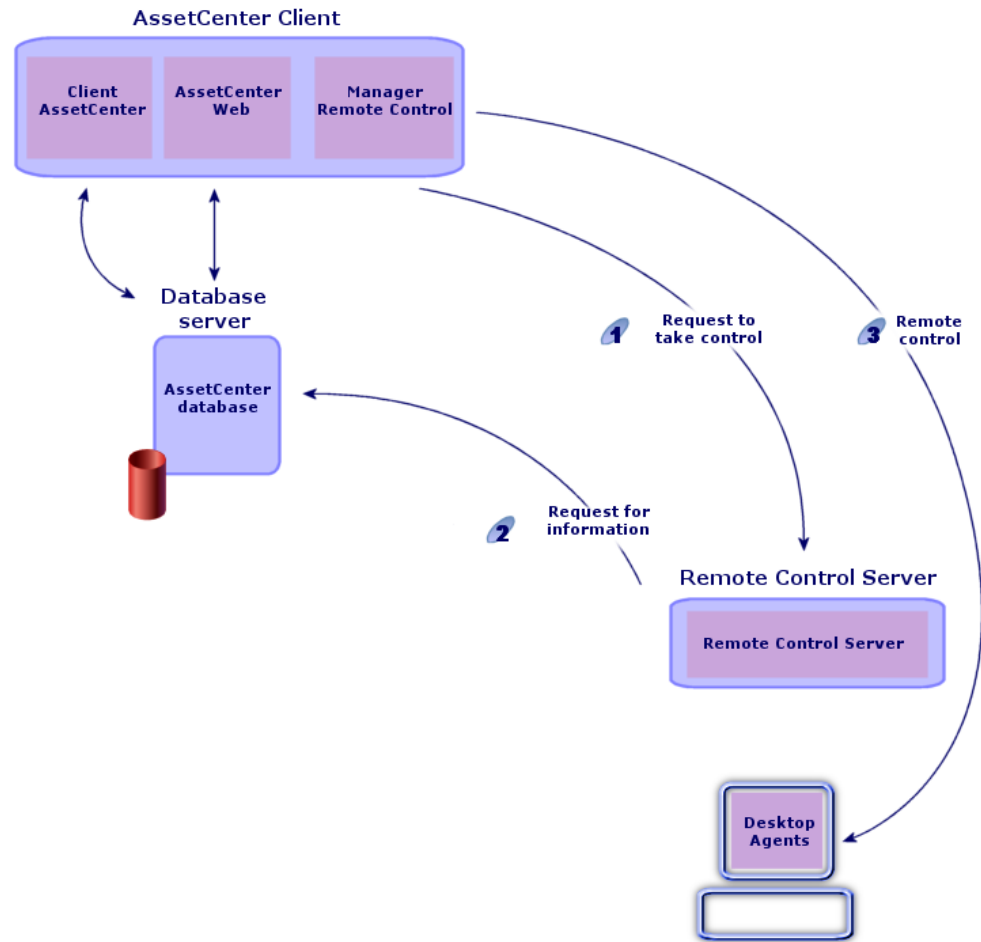 AssetCenter Client
Client
AssetCenter
AssetCenter
Web
Manager
Remote Control
Database
server
AssetCenter
database
1
Request to
take control
3
Remote
control
2
Request for
information
Remote Control Server
Remote Control Server
Desktop
Agents